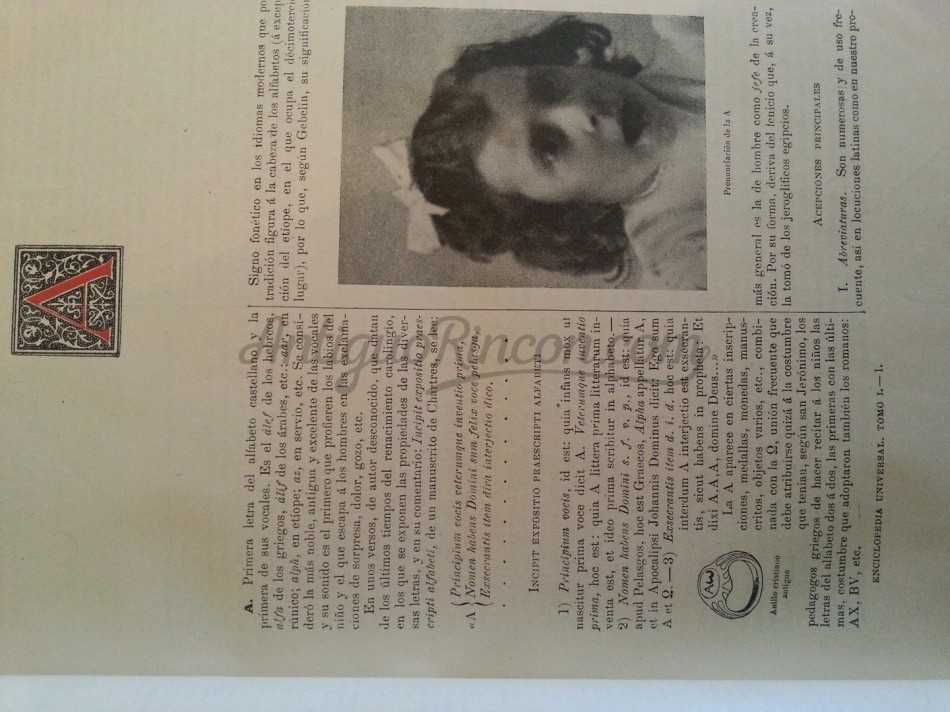 A
A. Primera letra del alfabeto castellano y la
primera de sus vocales. Es el álef de los hebreos,
alfa de los griegos, álif de los árabes, etc.: ahr, en
rúnico; alph, en etíope; az, en servio, etc. Se consi-
deró la más noble, antigua y excelente de las vocales
y su sonido es el primero que profieren los labios del
niño y el que escapa á los hombres en las exclama-
ciones de sorpresa, dolor, gozo, etc.
En unos versos, de autor desconocido, que datan
de los últimos tiempos del renacimiento carolingio,
en los que se exponen las propiedades de las diver-
sas letras, y en su comentario: Incipit expositio praes-
cripti alfabeti, de un manuscrito de Chartres, se lee:
«A { Principium vocis veterumque inventio prima,
Nomen habens Domini sum felix voce pelasga,
Exsecrantis item dira interjectio dico.
INCIPIT EXPOSITIO PRAESCRIPTI ALFABETI
1) Principium vocis, id est: quia infans mox ut
nascitur prima voce dicit A. Veterumque inventio
prima, hoc est: quia A littera prima litterarum in-
venta est, et ideo prima scribitur in alphabeto.—
2) Nomen habens Domini s. f. v. p., id est: quia
apud Pelasgos, hoc est Graecos, Alpha appellatur A,
et in Apocalipsi Johannis Dominus dicit: Ego sum
A et Ω.—3) Exsecrantis item d. i. d. hoc est: quia
interdum A interjectio est exsecran-
tis, sicut habens in propheta: Et
dixi A, A, A, domine Deus...»
La A aparece en ciertas inscrip-
ciones, medallas, monedas, manus-
critos, objetos varios, etc., combi-
nada con la Ω, unión frecuente que
debe atribuirse quizá á la costumbre
que tenían, según san Jerónimo, los
pedagogos griegos de hacer recitar á los niños las
letras del alfabeto dos á dos, las primeras con las últi-
mas, costumbre que adoptaron también los romanos:
AX, BV, etc.
Anillo cristiano
antiguo
ENCICLOPEDIA UNIVERSAL. TOMO I.—1.
Signo fonético en los idiomas modernos que por
tradición figura á la cabeza de los alfabetos (á excep-
ción del etíope, en el que ocupa el décimotercio
lugar), por lo que, según Gebelin, su significación
Pronunciación de la A
más general es la de hombre como jefe de la crea-
ción. Por su forma, deriva del fenicio que, á su vez,
la tomó de los jeroglíficos egipcios.
ACEPCIONES PRINCIPALES
I. Abreviaturas. Son numerosas y de uso fre-
cuente, así en locuciones latinas como en nuestro pro-